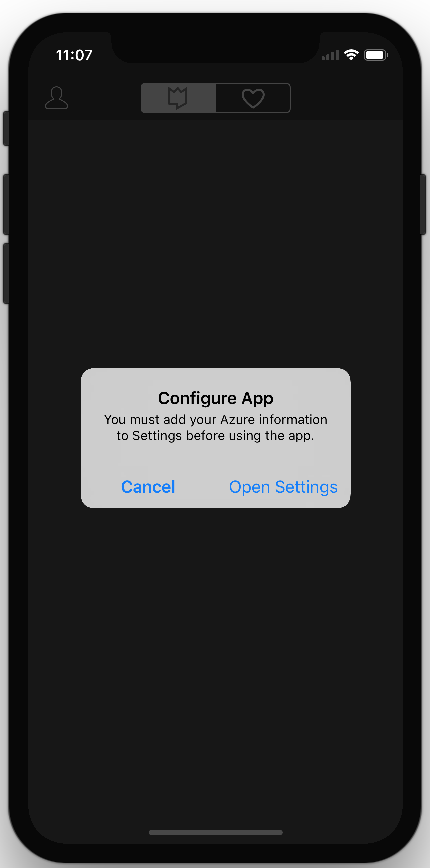 11:07
Configure App
You must add your Azure information
to Settings before using the app.
Cancel Open Settings